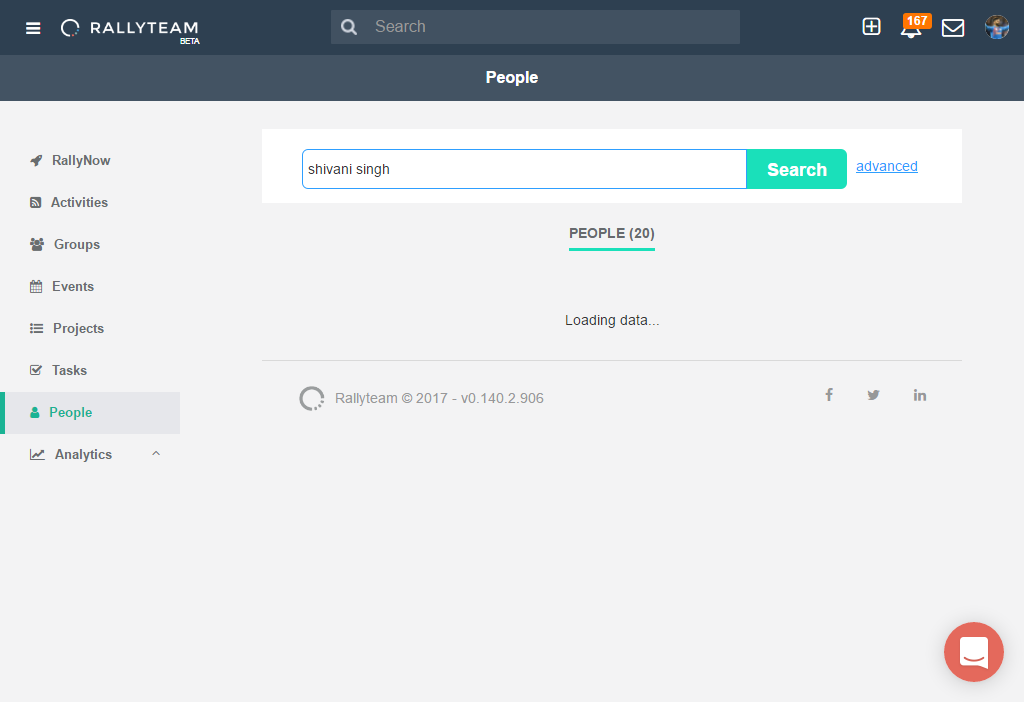 RALLYTEAM
BETA
Search
167
People
RallyNow
Activities
Groups
Events
Projects
Tasks
People
Analytics
shivani singh
Search
advanced
PEOPLE (20)
Loading data...
Rallyteam © 2017 - v0.140.2.906